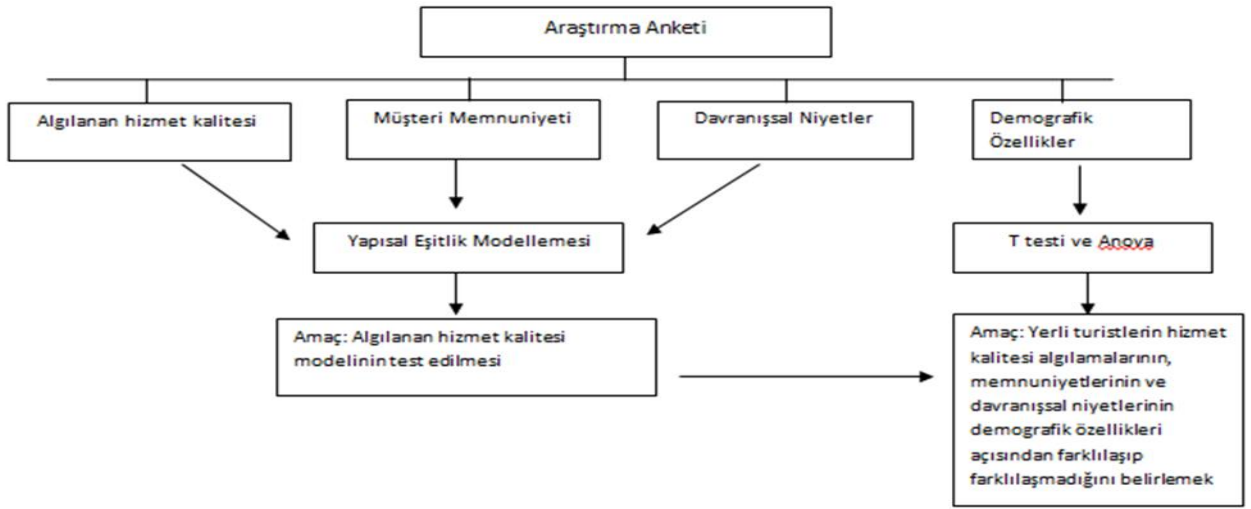 Araştırma Anketi
Algılanan hizmet kalitesi
Müşteri Memnuniyeti
Davranışsal Niyetler
Demografik
Özellikler
Yapısal Eşitlik Modellemesi
T testi ve Anova
Amaç: Algılanan hizmet kalitesi
modelinin test edilmesi
Amaç: Yerli turistlerin hizmet
kalitesi algılamalarının,
memnuniyetlerinin ve
davranışsal niyetlerinin
demografik özellikleri
açısından farklılaşıp
farklılaşmadığını belirlemek